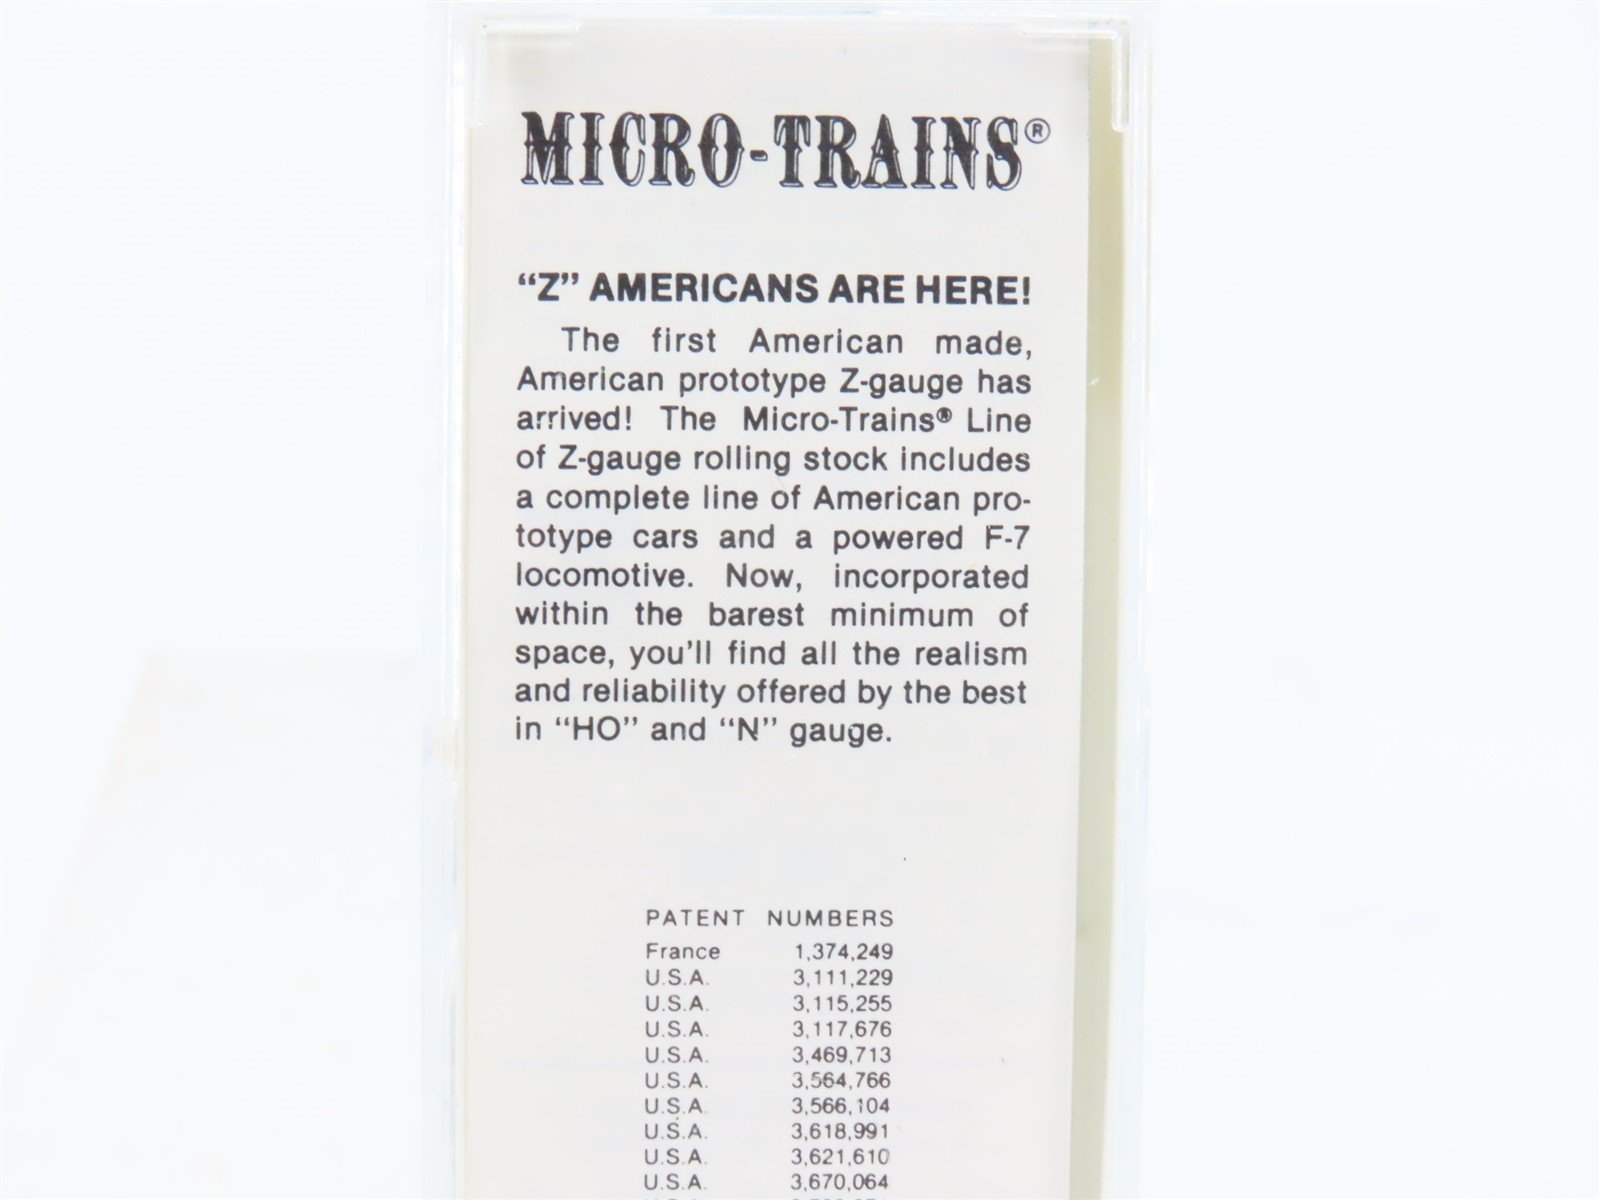 MICRO-TRAINS®
“Z” AMERICANS ARE HERE!
The first American made,
American prototype Z-gauge has
arrived! The Micro-Trains® Line
of Z-gauge rolling stock includes
a complete line of American pro-
totype cars and a powered F-7
locomotive. Now, incorporated
within the barest minimum of
space, you'll find all the realism
and reliability offered by the best
in “HO” and “N” gauge.
PATENT NUMBERS
France 1,374,249
U.S.A. 3,111,229
U.S.A. 3,115,255
U.S.A. 3,117,676
U.S.A. 3,469,713
U.S.A. 3,564,766
U.S.A. 3,566,104
U.S.A. 3,618,991
U.S.A. 3,621,610
U.S.A. 3,670,064